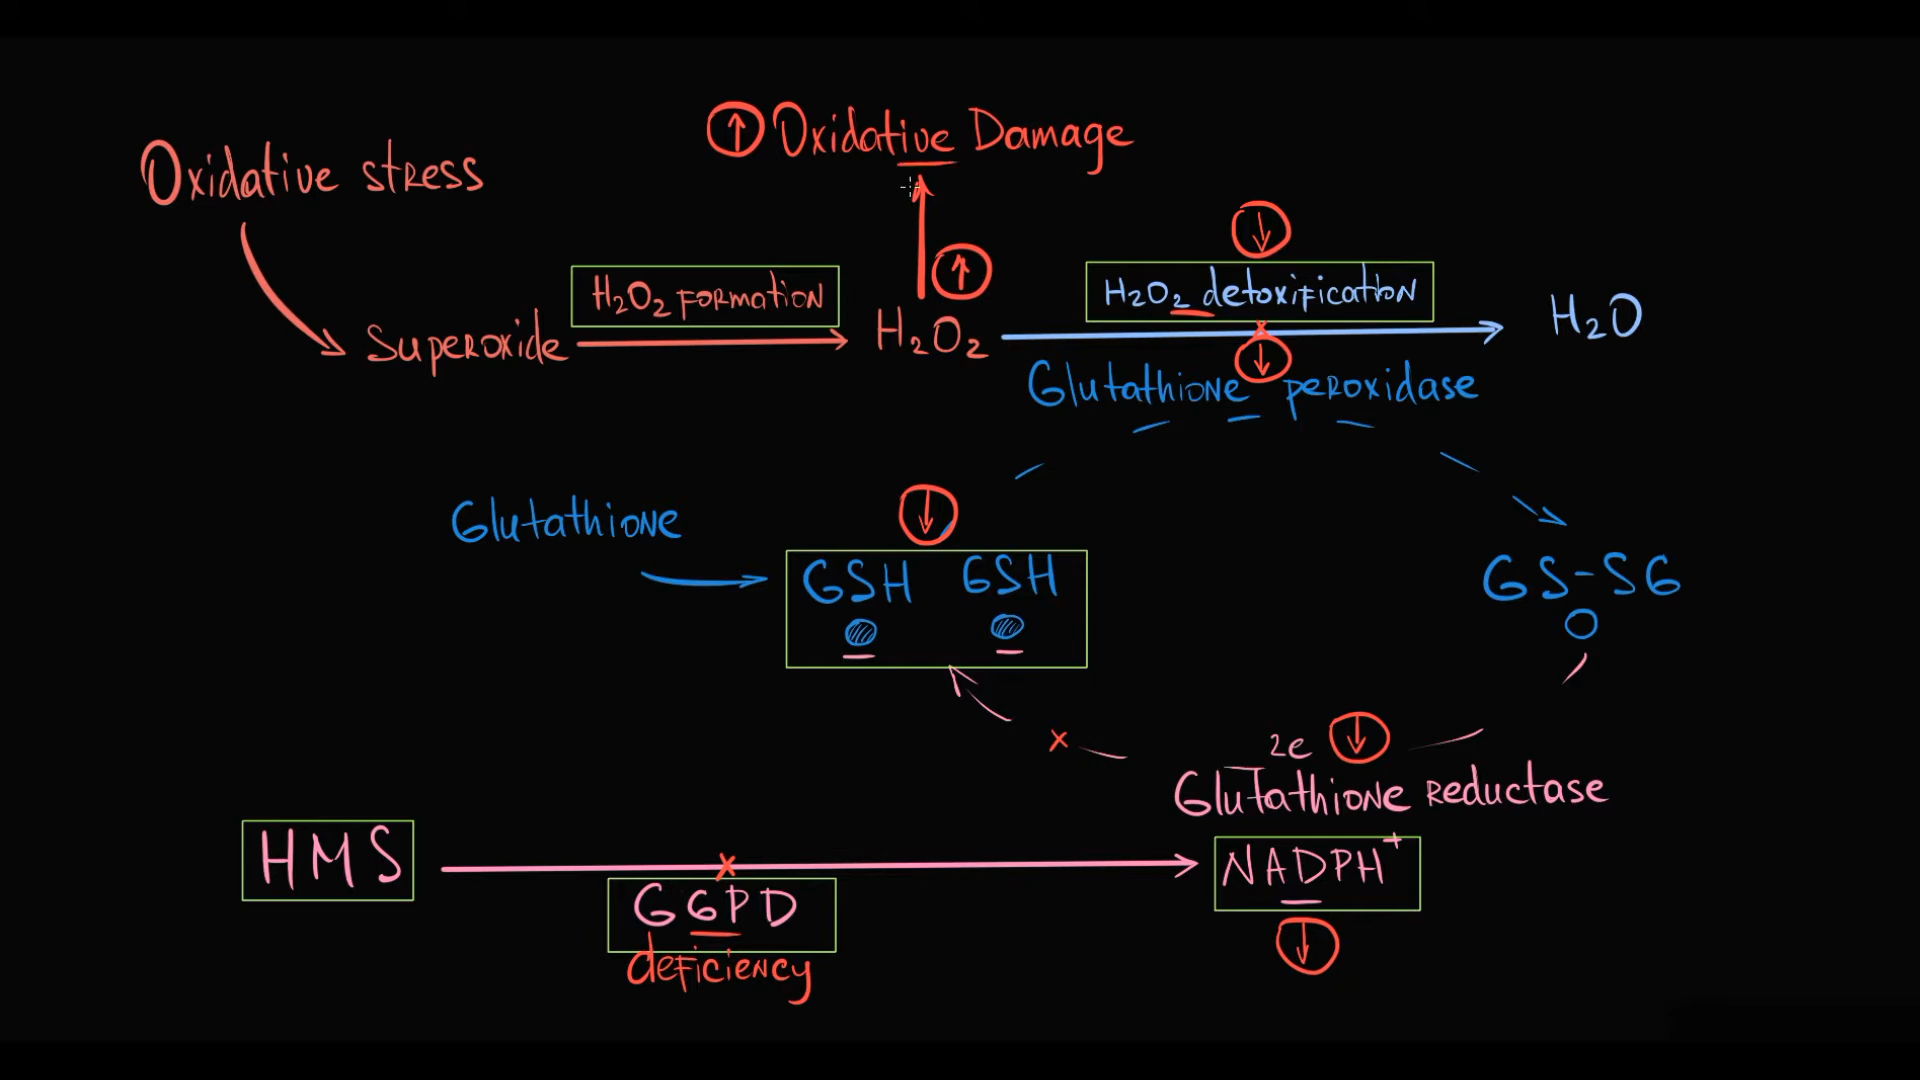 ↑ Oxidative Damage
Oxidative stress
↓
H2O2 formation
↑
H2O2 detoxification
Superoxide
H2O2
H2O
↓
Glutathione peroxidase
Glutathione
↓
GSH GSH
GS-SG
x
2e ↓
Glutathione reductase
HMS
x
NADPH+
G6PD
deficiency
↓